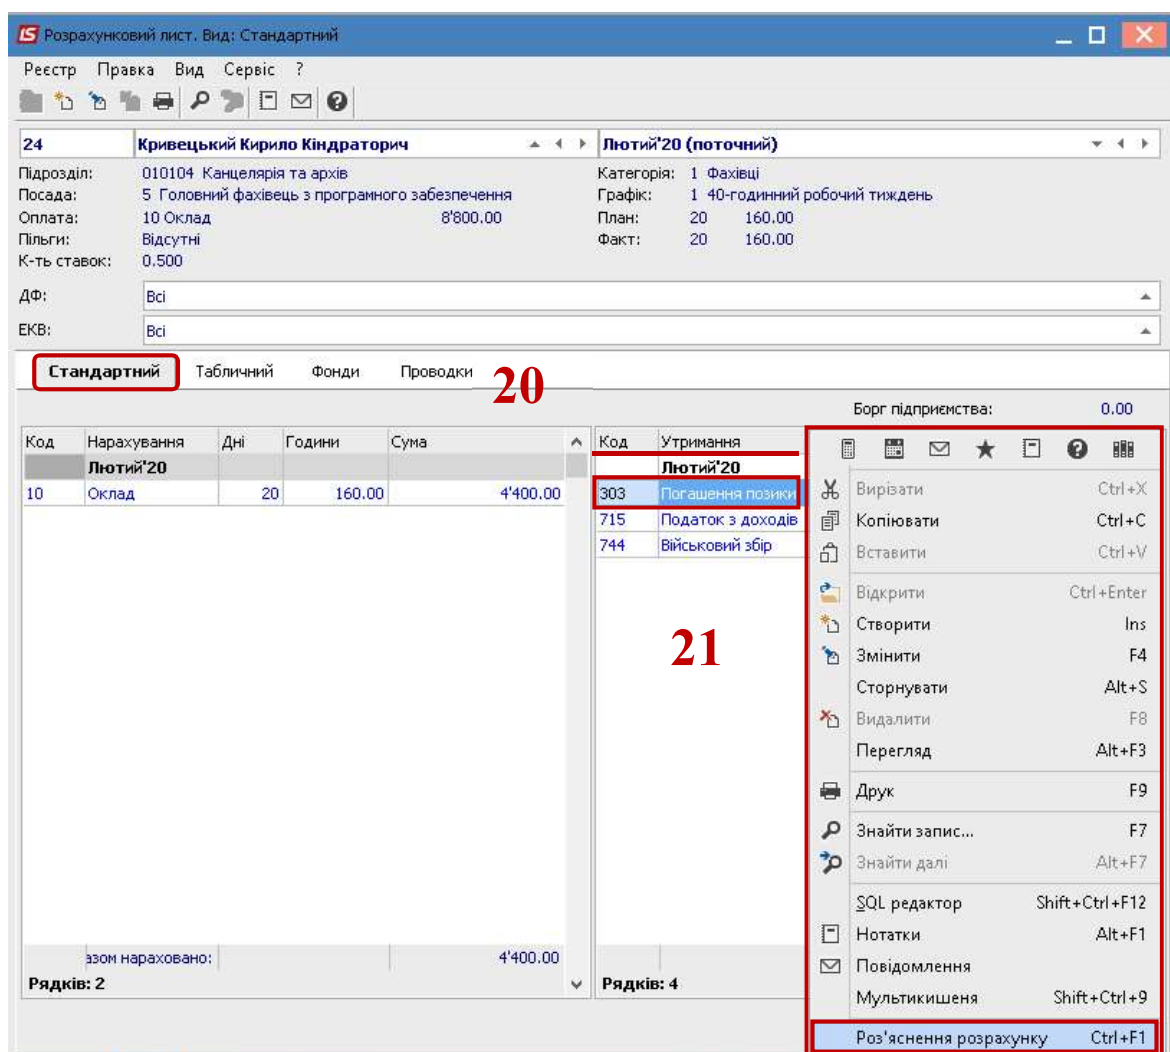 Розрахунковий лист. Вид: Стандартний
Реєстр Правка Вид Сервіс ?
24 Кривецький Кирило Кіндраторич Лютий'20 (поточний)
Підрозділ: 010104 Канцелярія та архів Категорія: 1 Фахівці
Посада: 5 Головний фахівець з програмного забезпечення Графік: 1 40-годинний робочий тиждень
Оплата: 10 Оклад 8'800.00 План: 20 160.00
Пільги: Відсутні Факт: 20 160.00
К-ть ставок: 0.500
ДФ: Всі
ЕКВ: Всі
Стандартний Табличний Фонди Проводки 20
Борг підприємства: 0.00
Код Нарахування Дні Години Сума Код Утримання
Лютий'20 Лютий'20
10 Оклад 20 160.00 4'400.00 303 Погашення позики
715 Податок з доходів
744 Військовий збір
21
азом нараховано: 4'400.00
Рядків: 2 Рядків: 4
Вирізати Ctrl+X
Копіювати Ctrl+C
Вставити Ctrl+V
Відкрити Ctrl+Enter
Створити Ins
Змінити F4
Сторнувати Alt+S
Видалити F8
Перегляд Alt+F3
Друк F9
Знайти запис... F7
Знайти далі Alt+F7
SQL редактор Shift+Ctrl+F12
Нотатки Alt+F1
Повідомлення
Мультикишеня Shift+Ctrl+9
Роз'яснення розрахунку Ctrl+F1